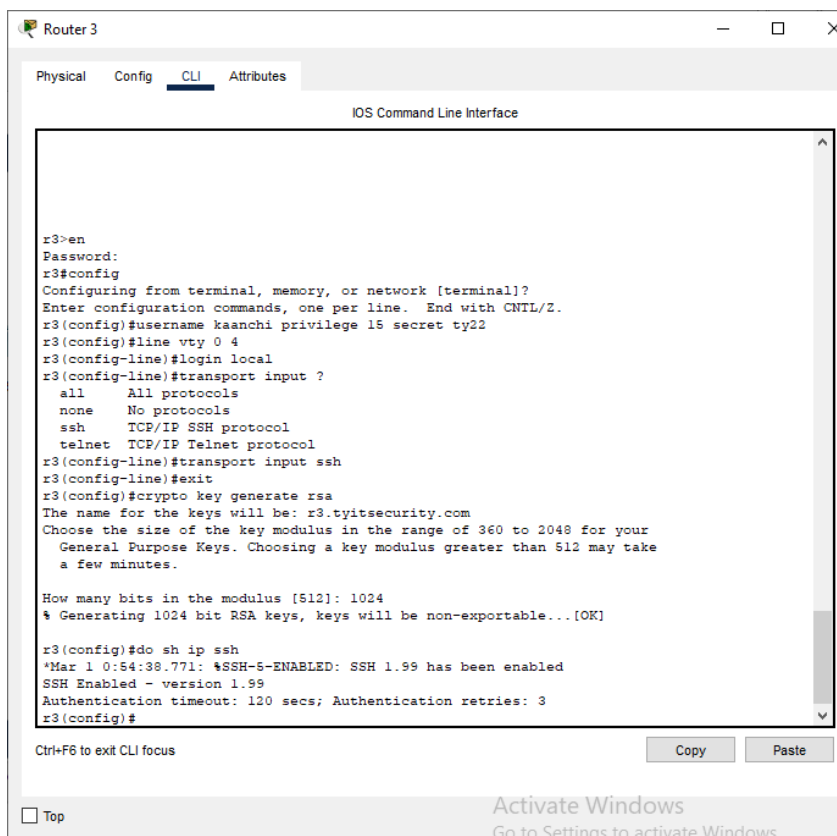 Router 3
Physical Config CLI Attributes
IOS Command Line Interface
r3>en
Password:
r3#config
Configuring from terminal, memory, or network [terminal]?
Enter configuration commands, one per line.  End with CNTL/Z.
r3(config)#username kaanchi privilege 15 secret ty22
r3(config)#line vty 0 4
r3(config-line)#login local
r3(config-line)#transport input ?
  all     All protocols
  none    No protocols
  ssh     TCP/IP SSH protocol
  telnet  TCP/IP Telnet protocol
r3(config-line)#transport input ssh
r3(config-line)#exit
r3(config)#crypto key generate rsa
The name for the keys will be: r3.tyitsecurity.com
Choose the size of the key modulus in the range of 360 to 2048 for your
  General Purpose Keys. Choosing a key modulus greater than 512 may take
  a few minutes.
How many bits in the modulus [512]: 1024
% Generating 1024 bit RSA keys, keys will be non-exportable...[OK]
r3(config)#do sh ip ssh
*Mar 1 0:54:38.771: %SSH-5-ENABLED: SSH 1.99 has been enabled
SSH Enabled - version 1.99
Authentication timeout: 120 secs; Authentication retries: 3
r3(config)#
Ctrl+F6 to exit CLI focus Copy Paste
Top
Activate Windows
Go to Settings to activate Windows